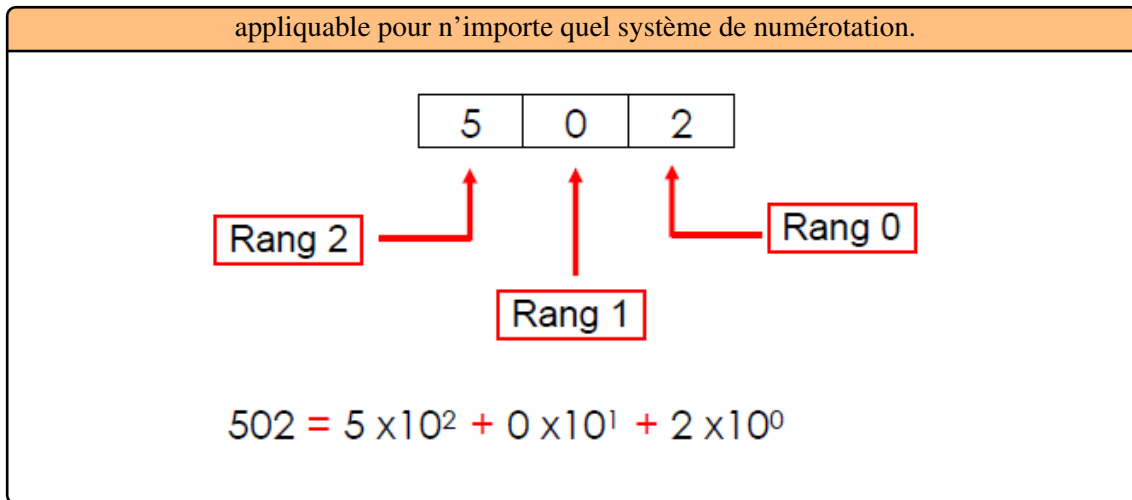 appliquable pour n'importe quel système de numérotation.
5 0 2
Rang 2
Rang 0
Rang 1
502 = 5 x10² + 0 x10¹ + 2 x10⁰